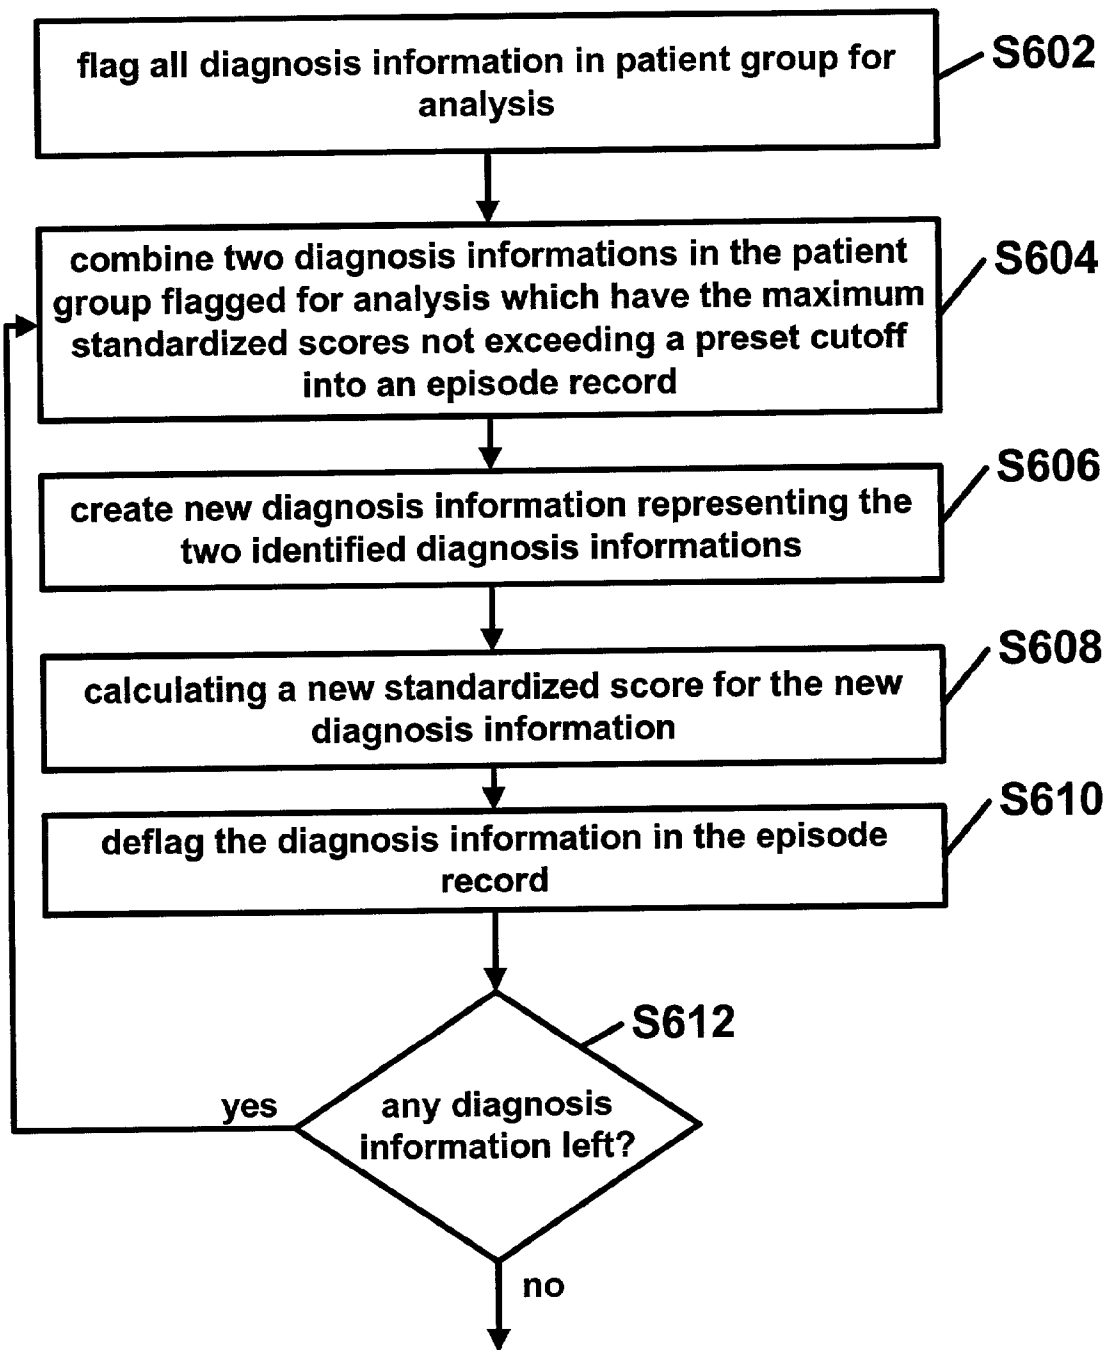 flag all diagnosis information in patient group for
analysis
S602
combine two diagnosis informations in the patient
group flagged for analysis which have the maximum
standardized scores not exceeding a preset cutoff
into an episode record
S604
create new diagnosis information representing the
two identified diagnosis informations
S606
calculating a new standardized score for the new
diagnosis information
S608
deflag the diagnosis information in the episode
record
S610
S612
any diagnosis
information left?
yes
no